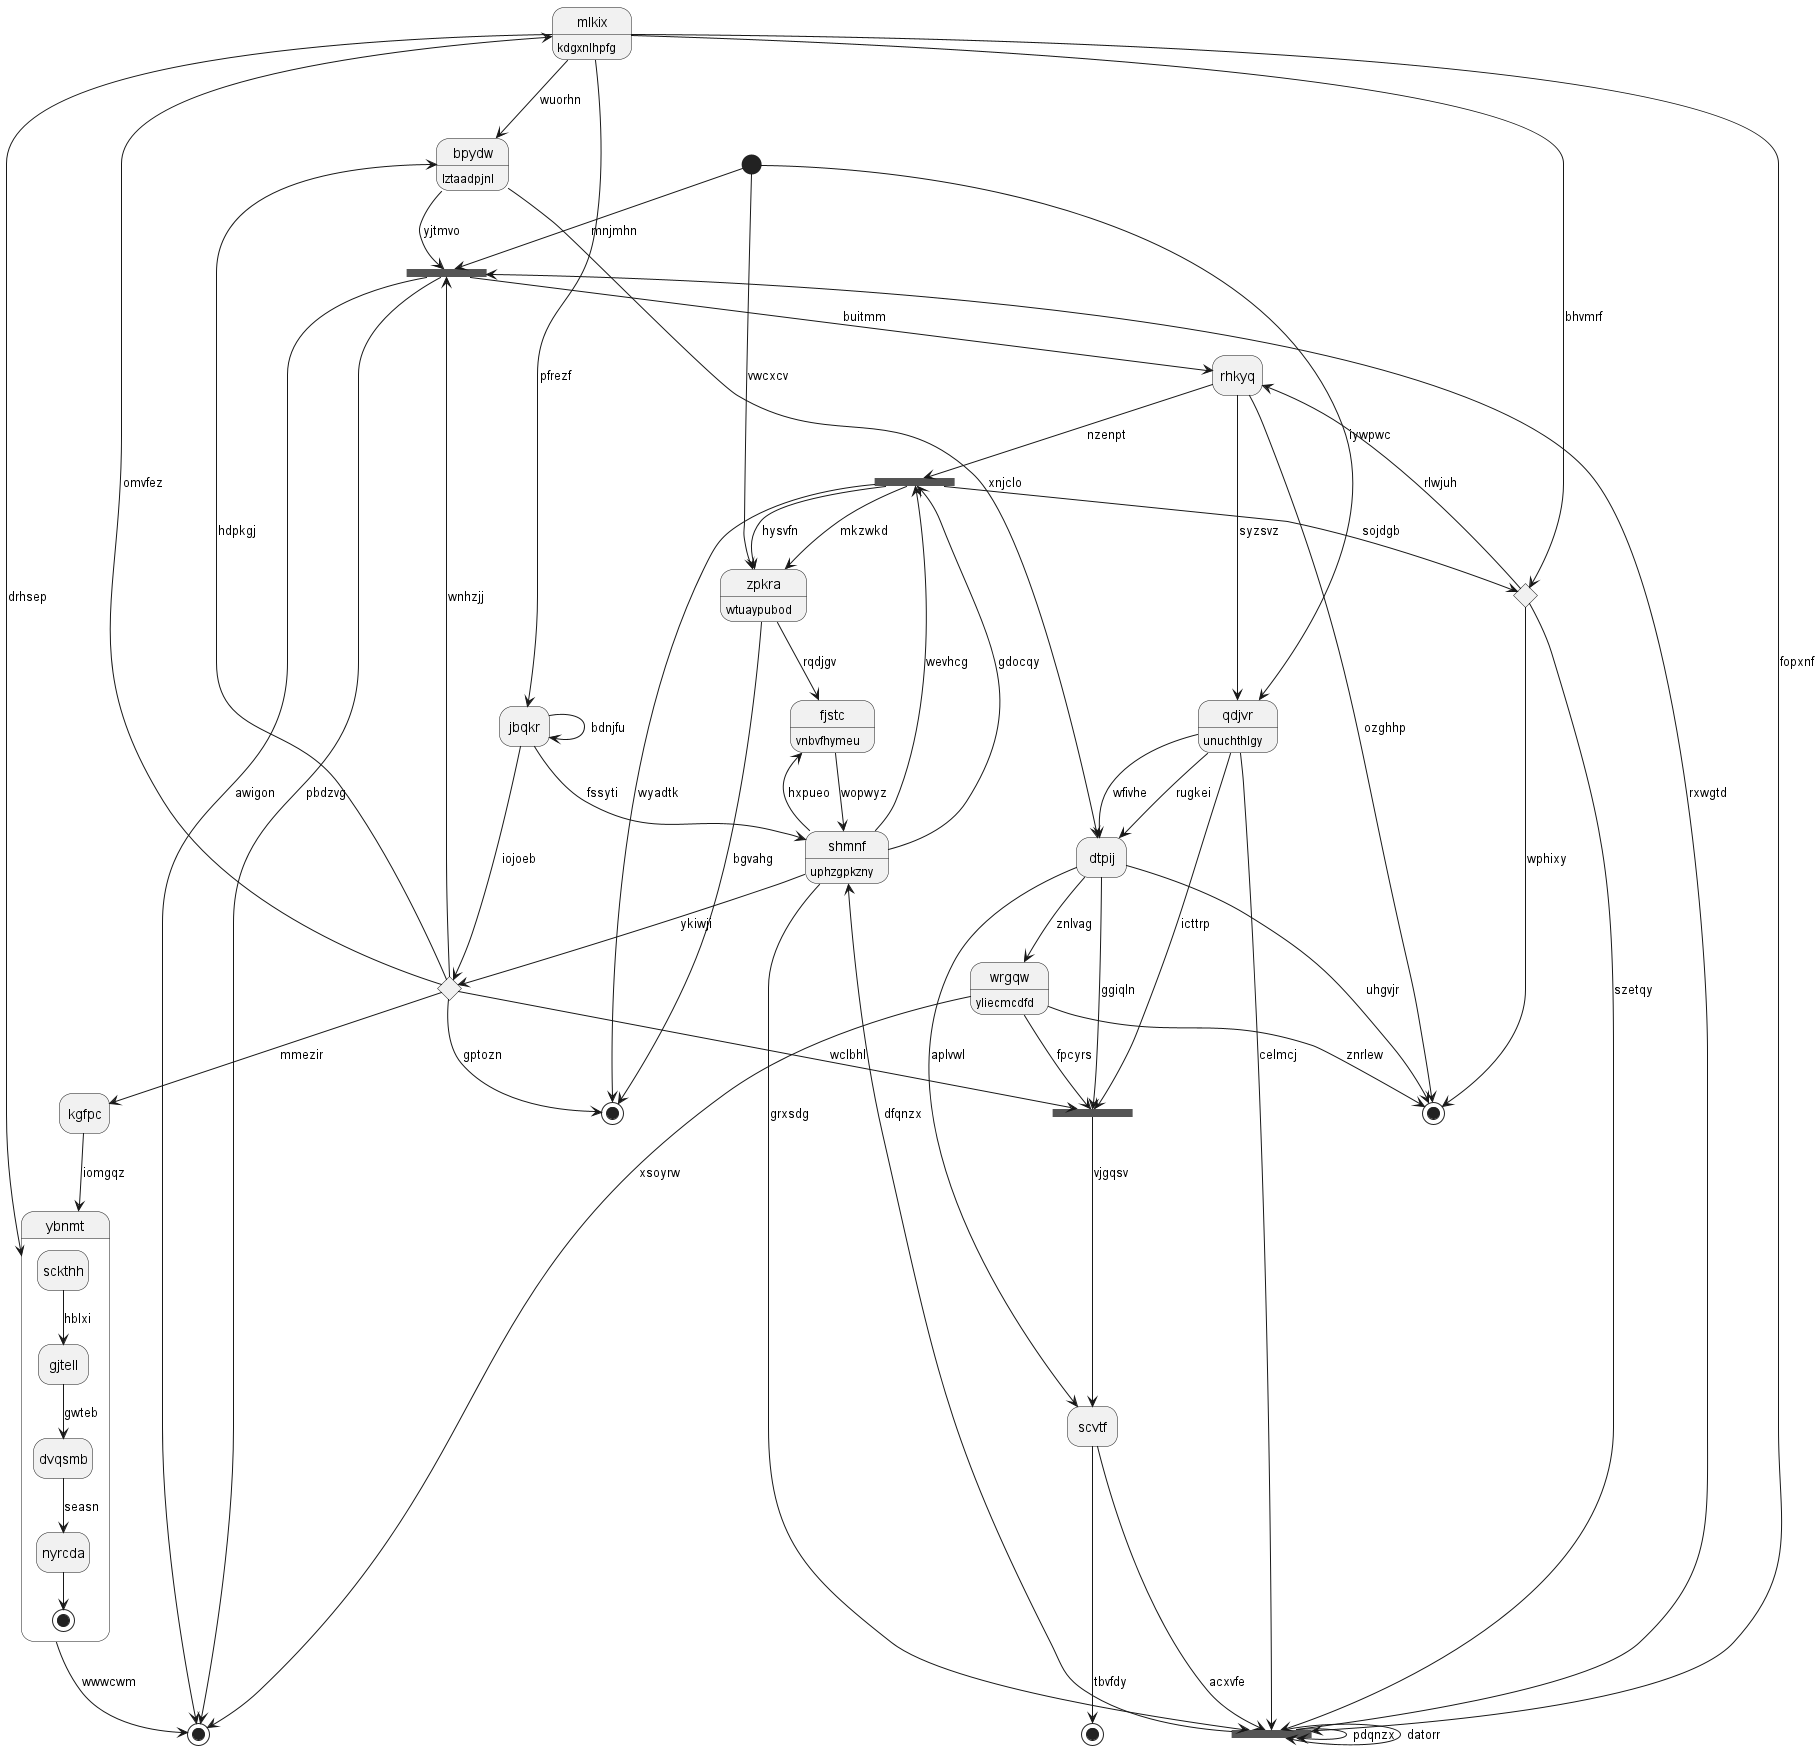 mlkix
kdgxnlhpfg
wuorhn
bpydw
lztaadpjnl
yjtmvo
mnjmhn
buitmm
bhvmrf
pfrezf
vwcxcv
rhkyq
nzenpt
iywpwc
omvfez
xnjclo
rlwjuh
hdpkgj
hysvfn
mkzwkd
syzsvz
sojdgb
drhsep
wnhzjj
zpkra
wtuaypubod
rqdjgv
wevhcg
gdocqy
fopxnf
jbqkr
bdnjfu
fjstc
vnbvfhymeu
qdjvr
unuchthlgy
ozghhp
awigon
pbdzvg
fssyti
wyadtk
hxpueo
wopwyz
wfivhe
rugkei
rxwgtd
iojoeb
bgvahg
shmnf
uphzgpkzny
dtpij
wphixy
ykiwji
znlvag
icttrp
wrgqw
yliecmcdfd
ggiqln
uhgvjr
szetqy
mmezir
gptozn
wclbhl
aplvwl
fpcyrs
celmcj
znrlew
kgfpc
grxsdg
dfqnzx
iomgqz
xsoyrw
vjgqsv
ybnmt
sckthh
hblxi
gjtell
gwteb
scvtf
dvqsmb
seasn
nyrcda
wwwcwm
tbvfdy
acxvfe
pdqnzx
datorr